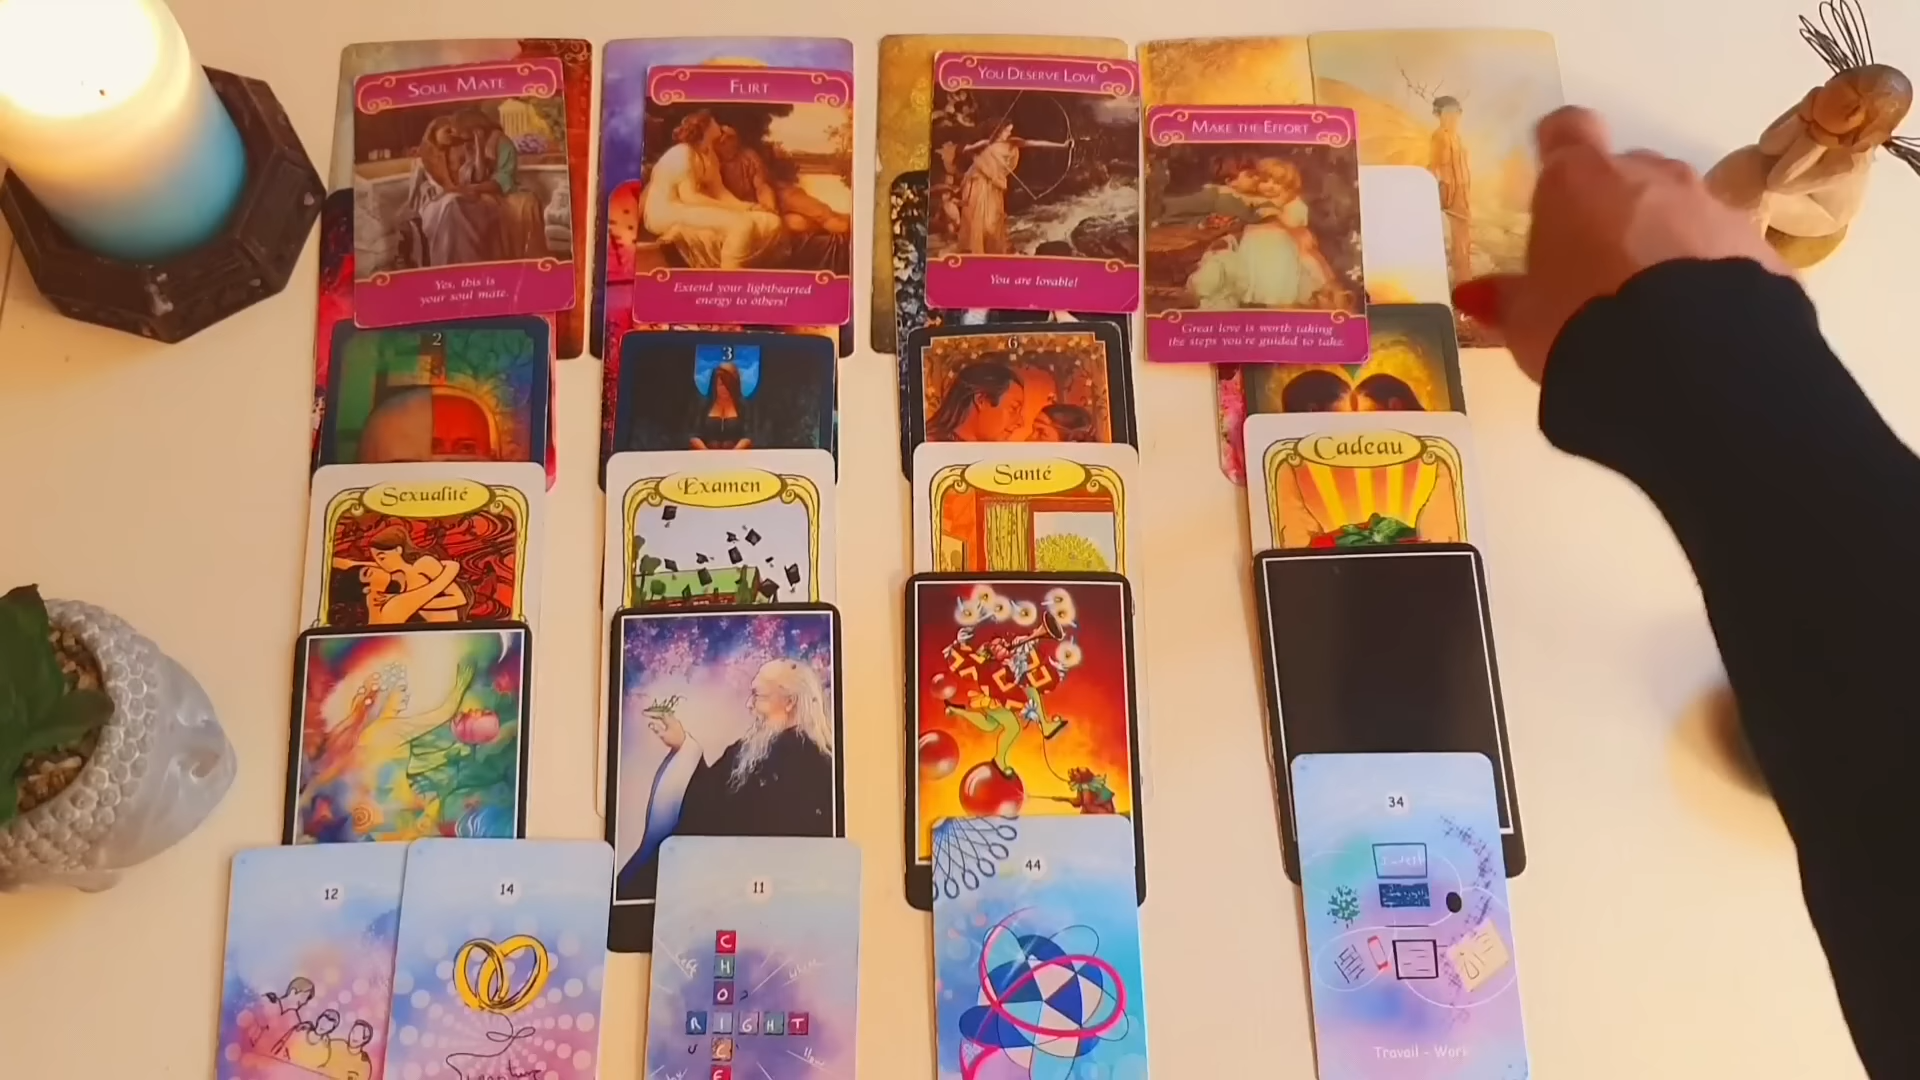 SOUL MATE
Yes, this is
your soul mate.
FLIRT
Extend your lighthearted
energy to others!
YOU DESERVE LOVE
You are lovable!
MAKE THE EFFORT
Great love is worth taking
the steps you're guided to take.
2
3
6
Sexualité
Examen
Santé
Cadeau
12
14
11
CHOICE
RIGHT
44
34
Travail - Work